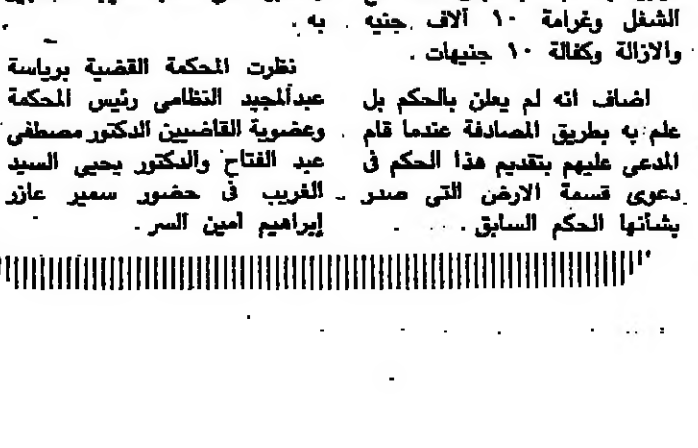 الشغل وغرامة ١٠ آلاف جنيه
والازالة وكفالة ١٠ جنيهات .
اضاف انه لم يعلن بالحكم بل
علم به بطريق المصادفة عندما قام
المدعى عليهم بتقديم هذا الحكم فى
دعوى قسمة الارض التى صدر
بشأنها الحكم السابق .
به .
نظرت المحكمة القضية برياسة
عبدالمجيد النظامى رئيس المحكمة
وعضوية القاضيين الدكتور مصطفى
عبد الفتاح والدكتور يحيى السيد
الغريب فى حضور سمير عازر
إبراهيم أمين السر .